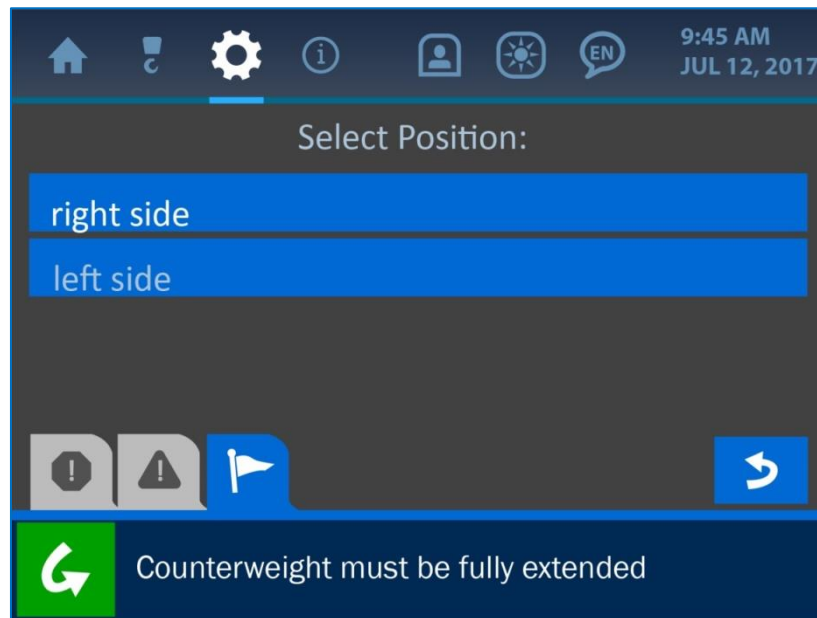 EN
9:45 AM
JUL 12, 2017
Select Position:
right side
left side
Counterweight must be fully extended